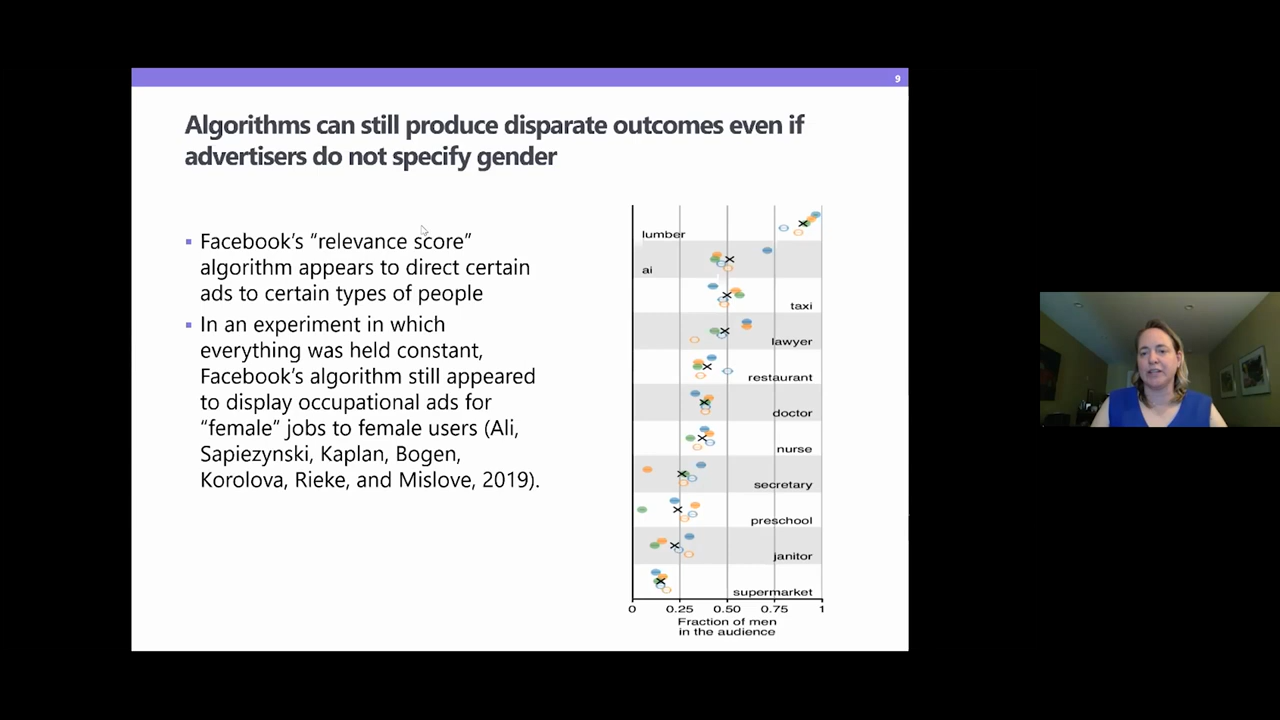 9
Algorithms can still produce disparate outcomes even if
advertisers do not specify gender
▪ Facebook’s “relevance score”
algorithm appears to direct certain
ads to certain types of people
▪ In an experiment in which
everything was held constant,
Facebook’s algorithm still appeared
to display occupational ads for
“female” jobs to female users (Ali,
Sapiezynski, Kaplan, Bogen,
Korolova, Rieke, and Mislove, 2019).
lumber
ai
taxi
lawyer
restaurant
doctor
nurse
secretary
preschool
janitor
supermarket
0 0.25 0.50 0.75 1
Fraction of men
in the audience